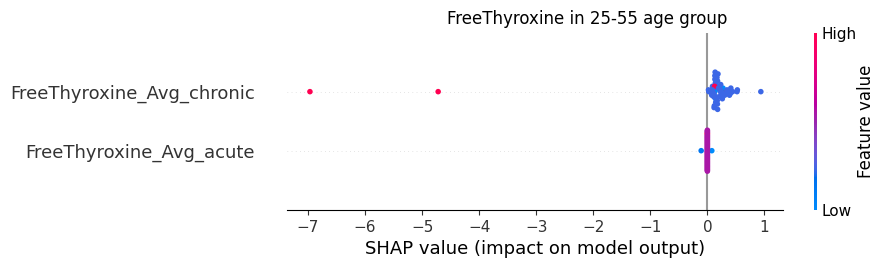 FreeThyroxine in 25-55 age group
High
FreeThyroxine_Avg_chronic
FreeThyroxine_Avg_acute
Feature value
Low
−7 −6 −5 −4 −3 −2 −1 0 1
SHAP value (impact on model output)